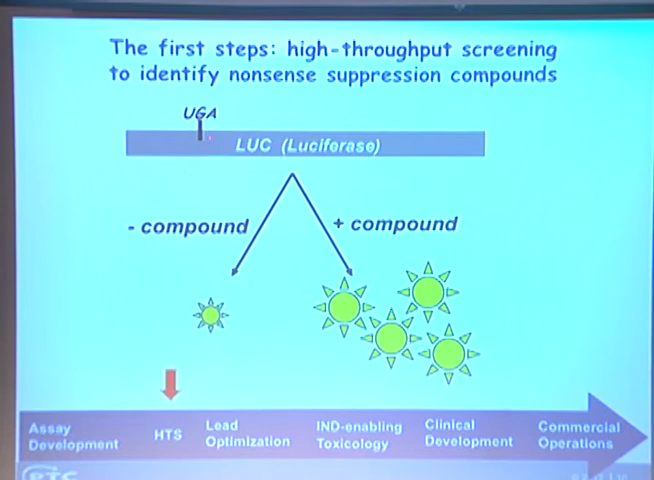 The first steps: high-throughput screening
to identify nonsense suppression compounds
UGA
LUC (Luciferase)
- compound
+ compound
Assay
Development
HTS
Lead
Optimization
IND-enabling
Toxicology
Clinical
Development
Commercial
Operations
PTC